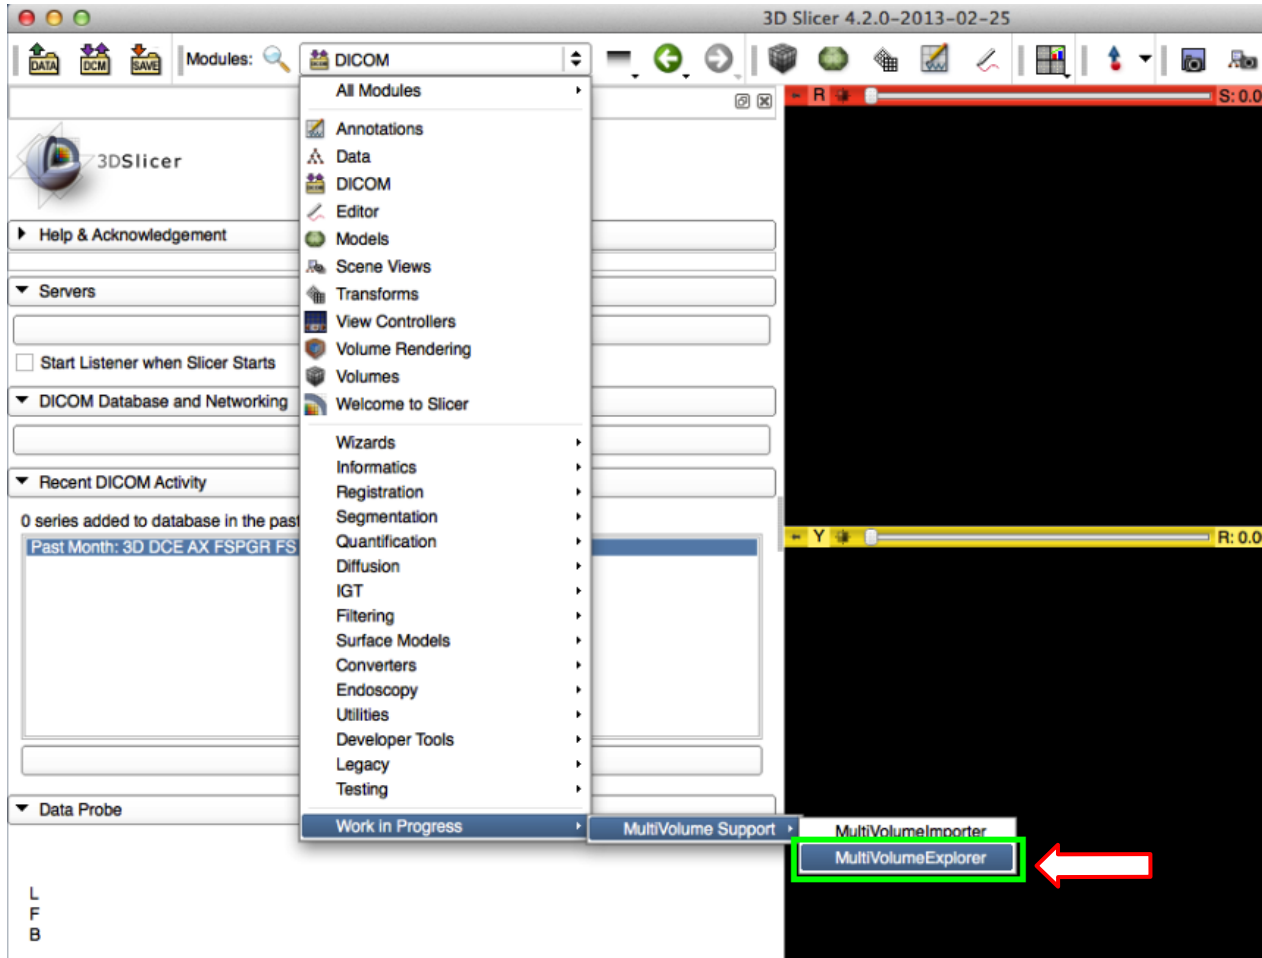 3D Slicer 4.2.0-2013-02-25
DATA
DCM
SAVE
Modules:
DICOM
R
S: 0.0
3DSlicer
Help & Acknowledgement
Servers
Start Listener when Slicer Starts
DICOM Database and Networking
Recent DICOM Activity
0 series added to database in the past
Past Month: 3D DCE AX FSPGR FS
Data Probe
L
F
B
All Modules
Annotations
Data
DICOM
Editor
Models
Scene Views
Transforms
View Controllers
Volume Rendering
Volumes
Welcome to Slicer
Wizards
Informatics
Registration
Segmentation
Quantification
Diffusion
IGT
Filtering
Surface Models
Converters
Endoscopy
Utilities
Developer Tools
Legacy
Testing
Work in Progress
MultiVolume Support
MultiVolumeImporter
MultiVolumeExplorer
Y
R: 0.0